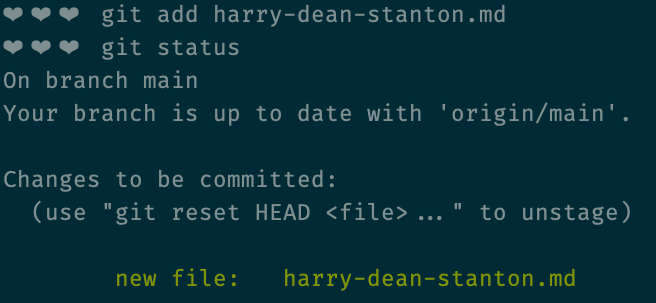 ❤ ❤ ❤ git add harry-dean-stanton.md
❤ ❤ ❤ git status
On branch main
Your branch is up to date with 'origin/main'.
Changes to be committed:
(use "git reset HEAD <file>..." to unstage)
new file: harry-dean-stanton.md